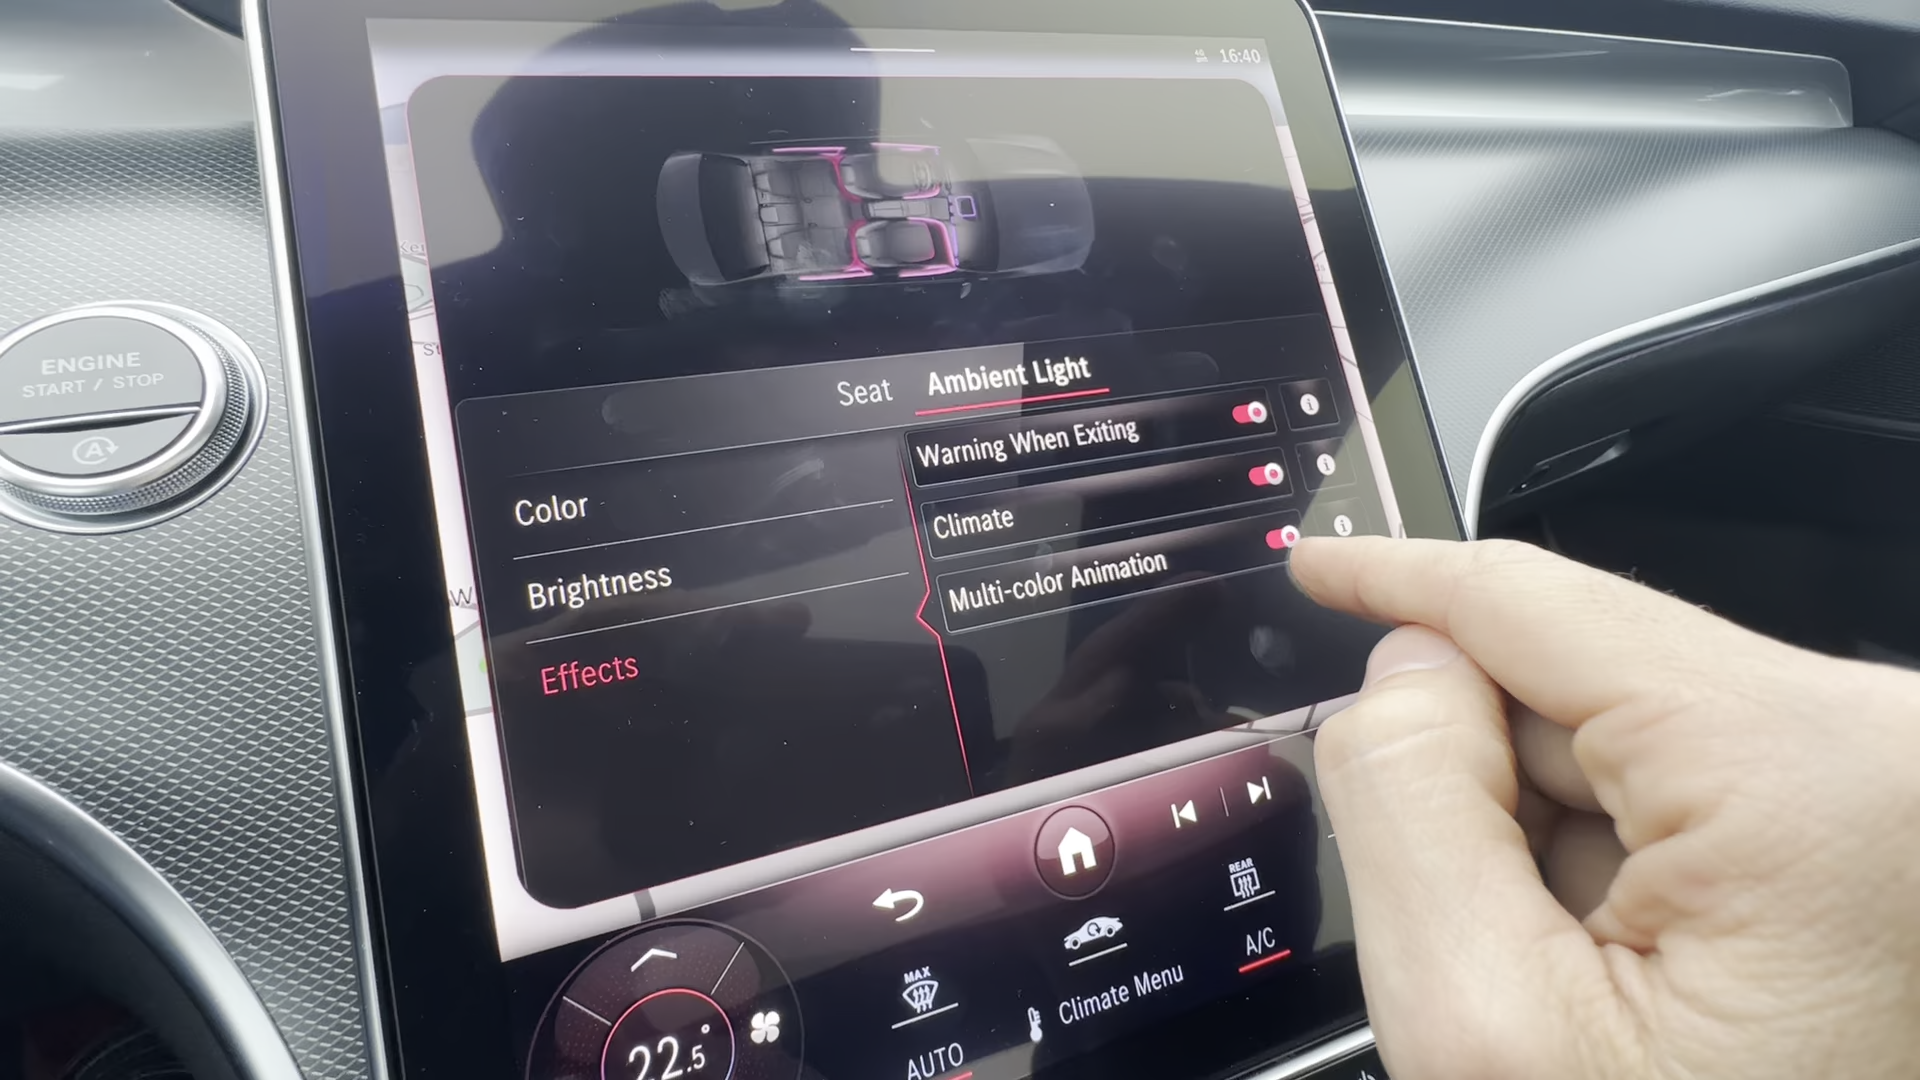 16:40
ENGINE
START / STOP
A
Seat
Ambient Light
Warning When Exiting
Color
Climate
Brightness
Multi-color Animation
Effects
REAR
MAX
A/C
Climate Menu
22.5°
AUTO